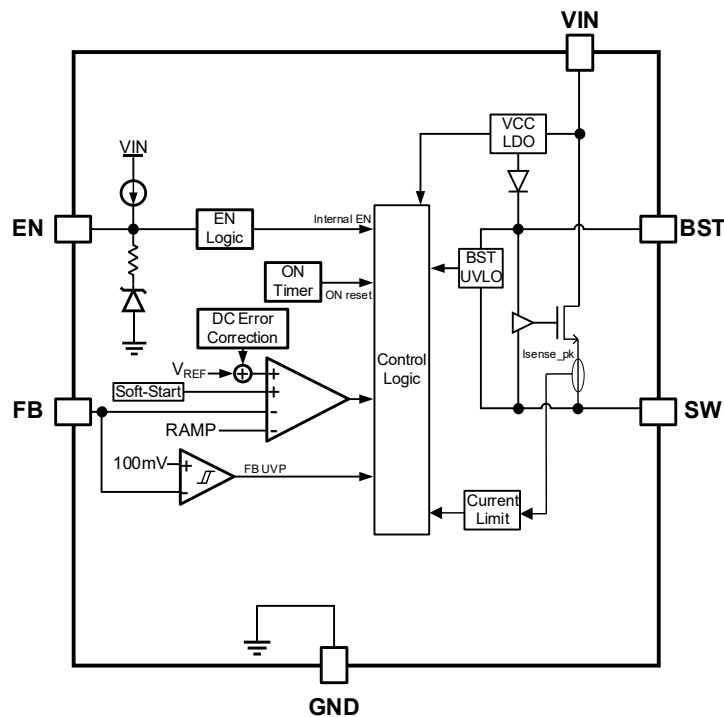 VIN
VCC
LDO
VIN
EN
EN
Logic
Internal EN
BST
BST
UVLO
ON
Timer
ON reset
DC Error
Correction
Control
Logic
Isense_pk
VREF
+
+
Soft-Start
+
-
FB
SW
RAMP
-
100mV
+
FB UVP
-
Current
Limit
GND